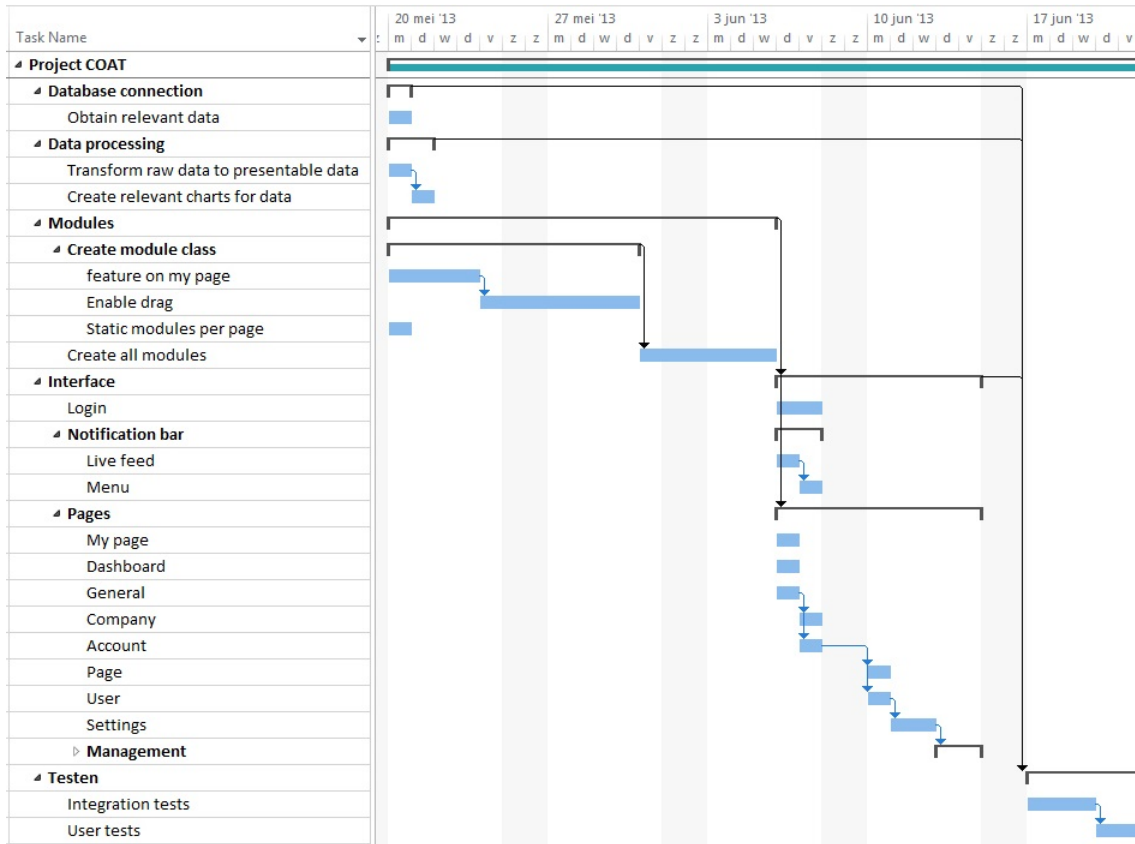 20 mei '13 27 mei '13 3 jun '13 10 jun '13 17 jun '13
Task Name z m d w d v z z m d w d v z z m d w d v z z m d w d v z z m d w d v
Project COAT
Database connection
Obtain relevant data
Data processing
Transform raw data to presentable data
Create relevant charts for data
Modules
Create module class
feature on my page
Enable drag
Static modules per page
Create all modules
Interface
Login
Notification bar
Live feed
Menu
Pages
My page
Dashboard
General
Company
Account
Page
User
Settings
Management
Testen
Integration tests
User tests